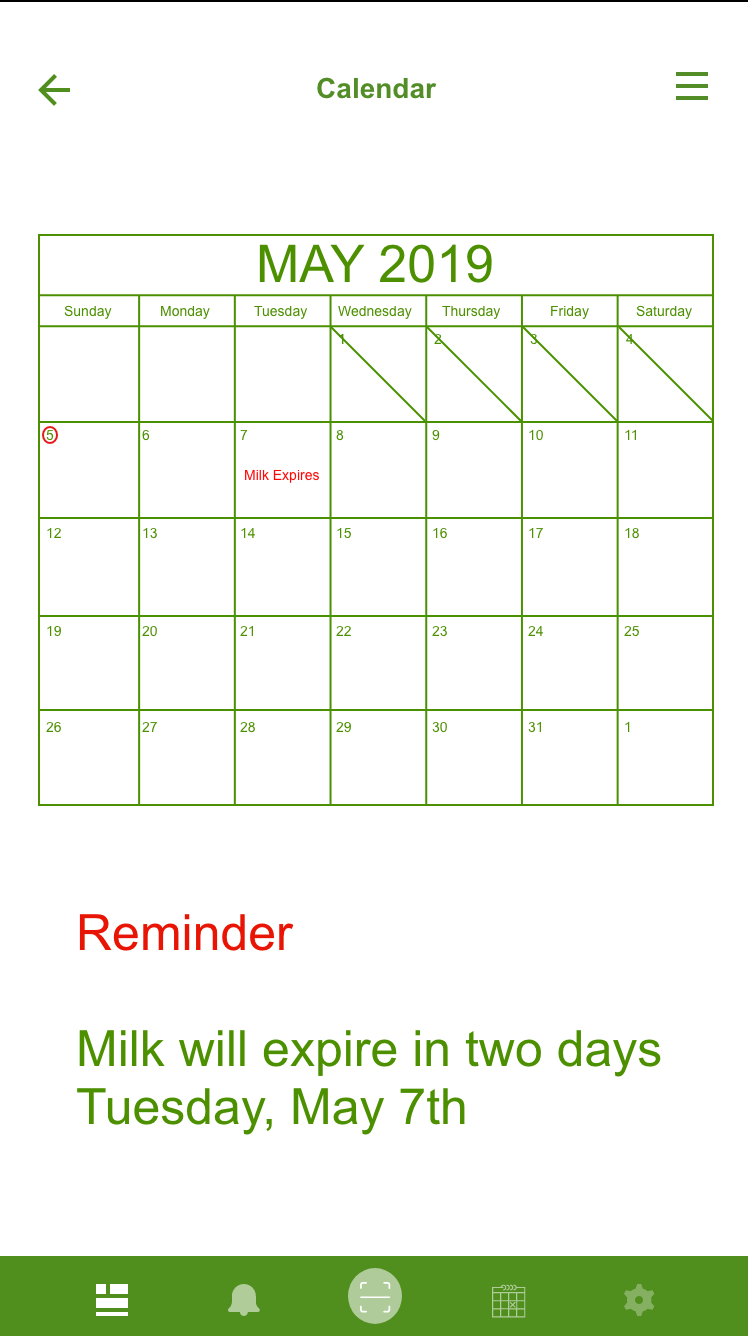 Calendar
MAY 2019
Sunday Monday Tuesday Wednesday Thursday Friday Saturday
1 2 3 4
5 6 7 8 9 10 11
Milk Expires
12 13 14 15 16 17 18
19 20 21 22 23 24 25
26 27 28 29 30 31 1
Reminder
Milk will expire in two days
Tuesday, May 7th